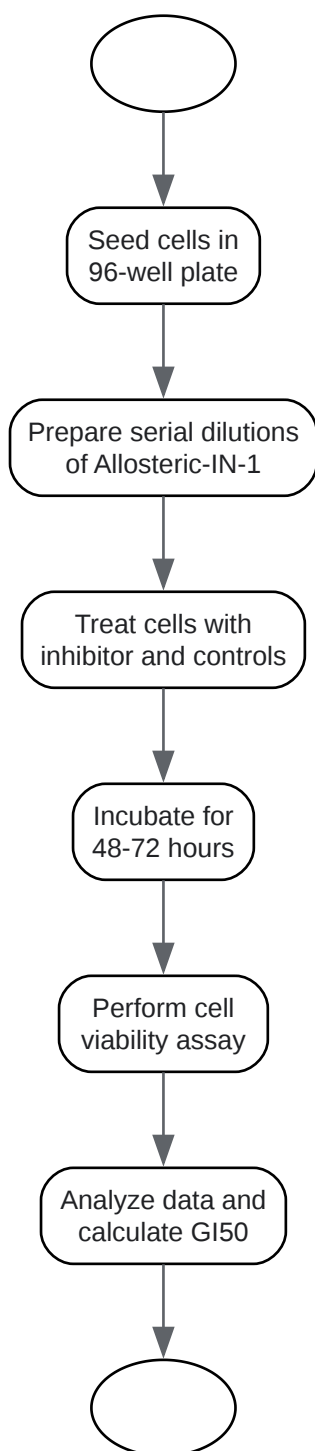 Seed cells in
96-well plate
Prepare serial dilutions
of Allosteric-IN-1
Treat cells with
inhibitor and controls
Incubate for
48-72 hours
Perform cell
viability assay
Analyze data and
calculate GI50